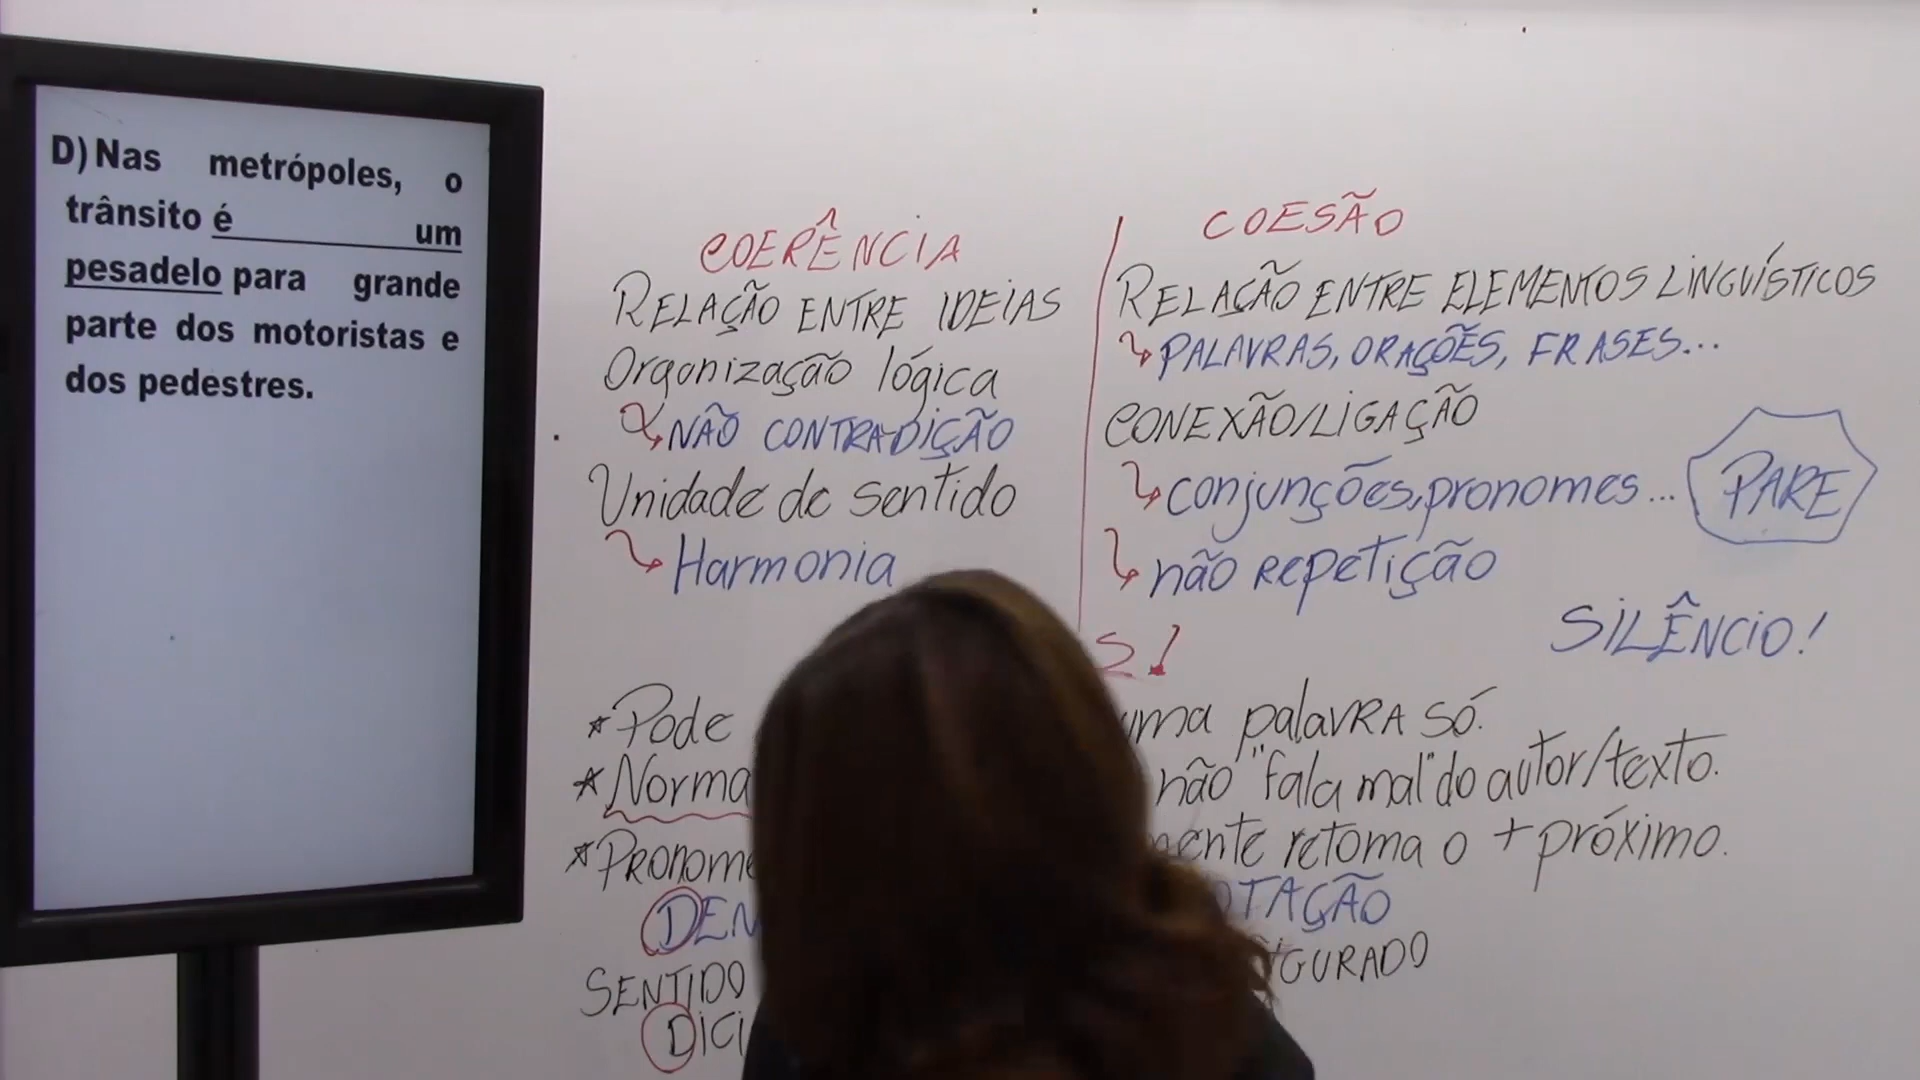 D) Nas metrópoles, o
trânsito é um
pesadelo para grande
parte dos motoristas e
dos pedestres.
COERÊNCIA
RELAÇÃO ENTRE IDEIAS
Organização lógica
NÃO CONTRADIÇÃO
Unidade de sentido
Harmonia
COESÃO
RELAÇÃO ENTRE ELEMENTOS LINGUÍSTICOS
PALAVRAS, ORAÇÕES, FRASES...
CONEXÃO/LIGAÇÃO
conjunções, pronomes...
PARE
não REPETIÇÃO
SILÊNCIO!
S!
* Pode uma palavRA Só.
* Norma não "fala mal" do autor/texto.
* PRonome mente retoma o + próximo.
DEN OTAÇÃO
SENTIDO IGURADO
DICI